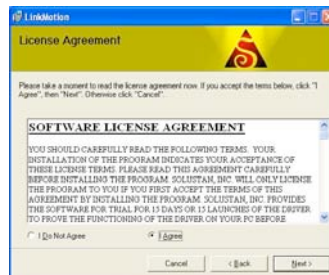 LinkMotion
License Agreement
Please take a moment to read the license agreement now. If you accept the terms below, click "I
Agree", then "Next". Otherwise click "Cancel".
SOFTWARE LICENSE AGREEMENT
YOU SHOULD CAREFULLY READ THE FOLLOWING TERMS. YOUR
INSTALLATION OF THE PROGRAM INDICATES YOUR ACCEPTANCE OF
THESE LICENSE TERMS. PLEASE READ THIS AGREEMENT CAREFULLY
BEFORE INSTALLING THE PROGRAM. SOLUSTAN, INC. WILL ONLY LICENSE
THE PROGRAM TO YOU IF YOU FIRST ACCEPT THE TERMS OF THIS
AGREEMENT BY INSTALLING THE PROGRAM. SOLUSTAN, INC. PROVIDES
THE SOFTWARE FOR TRIAL FOR 15 DAYS OR 15 LAUNCHES OF THE DRIVER
TO PROVE THE FUNCTIONING OF THE DRIVER ON YOUR PC BEFORE
I Do Not Agree
I Agree
Cancel
< Back
Next >